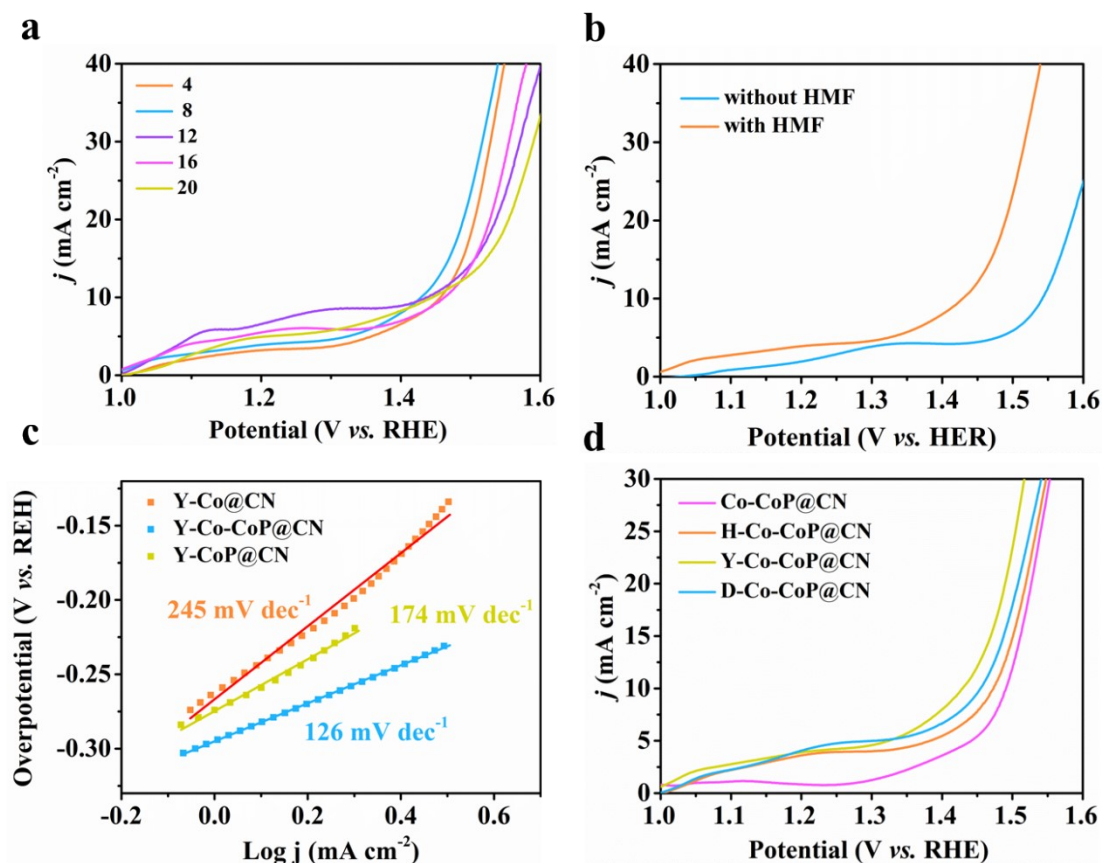 a
40
30
20
10
0
j (mA cm⁻²)
4
8
12
16
20
1.0 1.2 1.4 1.6
Potential (V vs. RHE)
b
40
30
20
10
0
j (mA cm⁻²)
without HMF
with HMF
1.0 1.1 1.2 1.3 1.4 1.5 1.6
Potential (V vs. HER)
c
-0.15
-0.20
-0.25
-0.30
Overpotential (V vs. REH)
Y-Co@CN
Y-Co-CoP@CN
Y-CoP@CN
245 mV dec⁻¹
174 mV dec⁻¹
126 mV dec⁻¹
-0.2 0.0 0.2 0.4 0.6
Log j (mA cm⁻²)
d
30
25
20
15
10
5
0
j (mA cm⁻²)
Co-CoP@CN
H-Co-CoP@CN
Y-Co-CoP@CN
D-Co-CoP@CN
1.0 1.1 1.2 1.3 1.4 1.5 1.6
Potential (V vs. RHE)